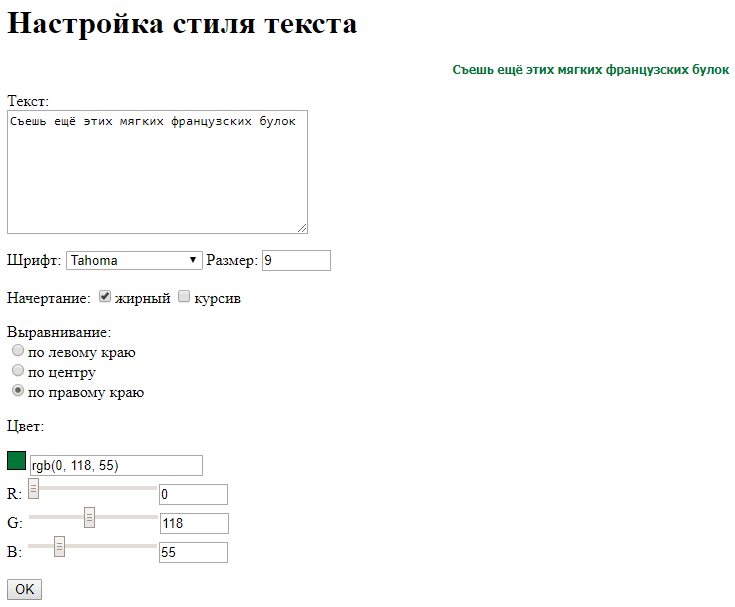 Настройка стиля текста
Съешь ещё этих мягких французских булок
Текст:
Съешь ещё этих мягких французских булок
Шрифт: Tahoma Размер: 9
Начертание: жирный курсив
Выравнивание:
по левому краю
по центру
по правому краю
Цвет:
rgb(0, 118, 55)
R: 0
G: 118
B: 55
OK